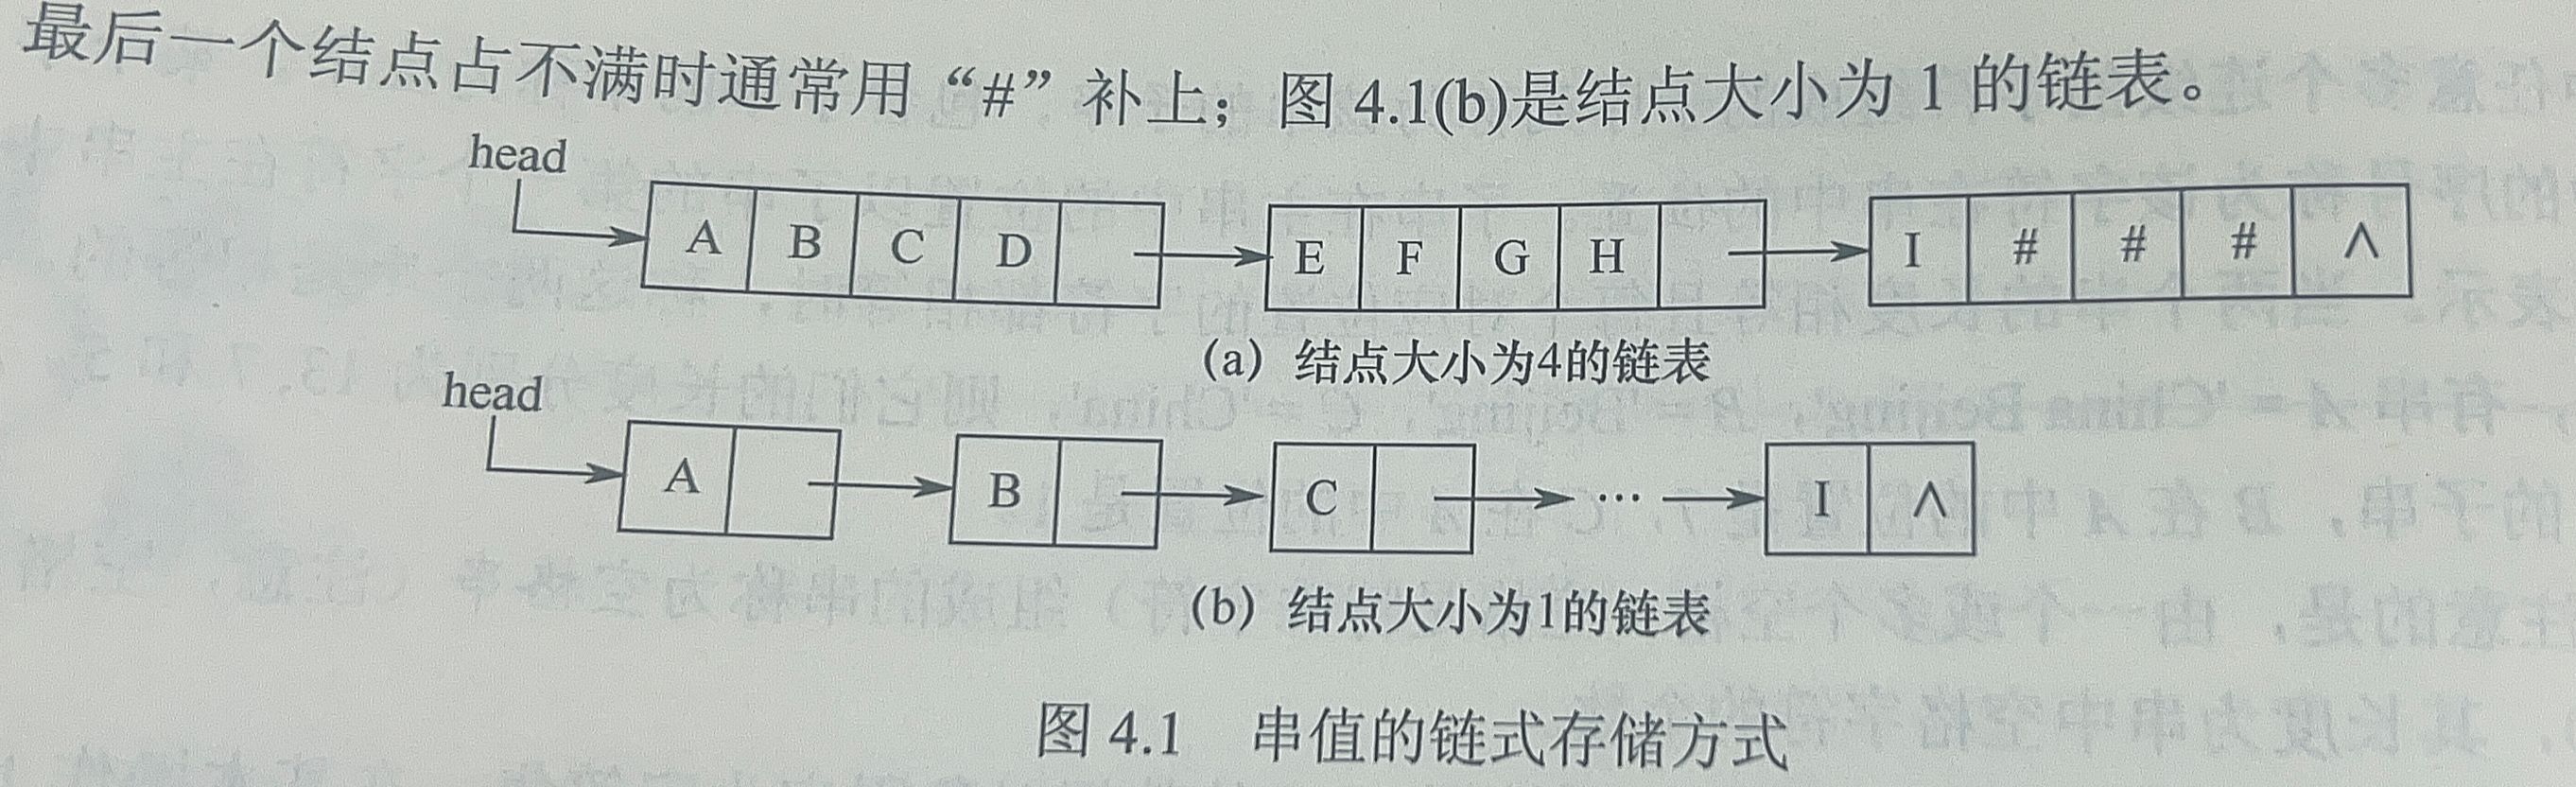 最后一个结点占不满时通常用“#”补上；图 4.1(b)是结点大小为 1 的链表。
head
A B C D E F G H I # # # ∧
(a) 结点大小为4的链表
head
A B C … I ∧
(b) 结点大小为1的链表
图 4.1 串值的链式存储方式